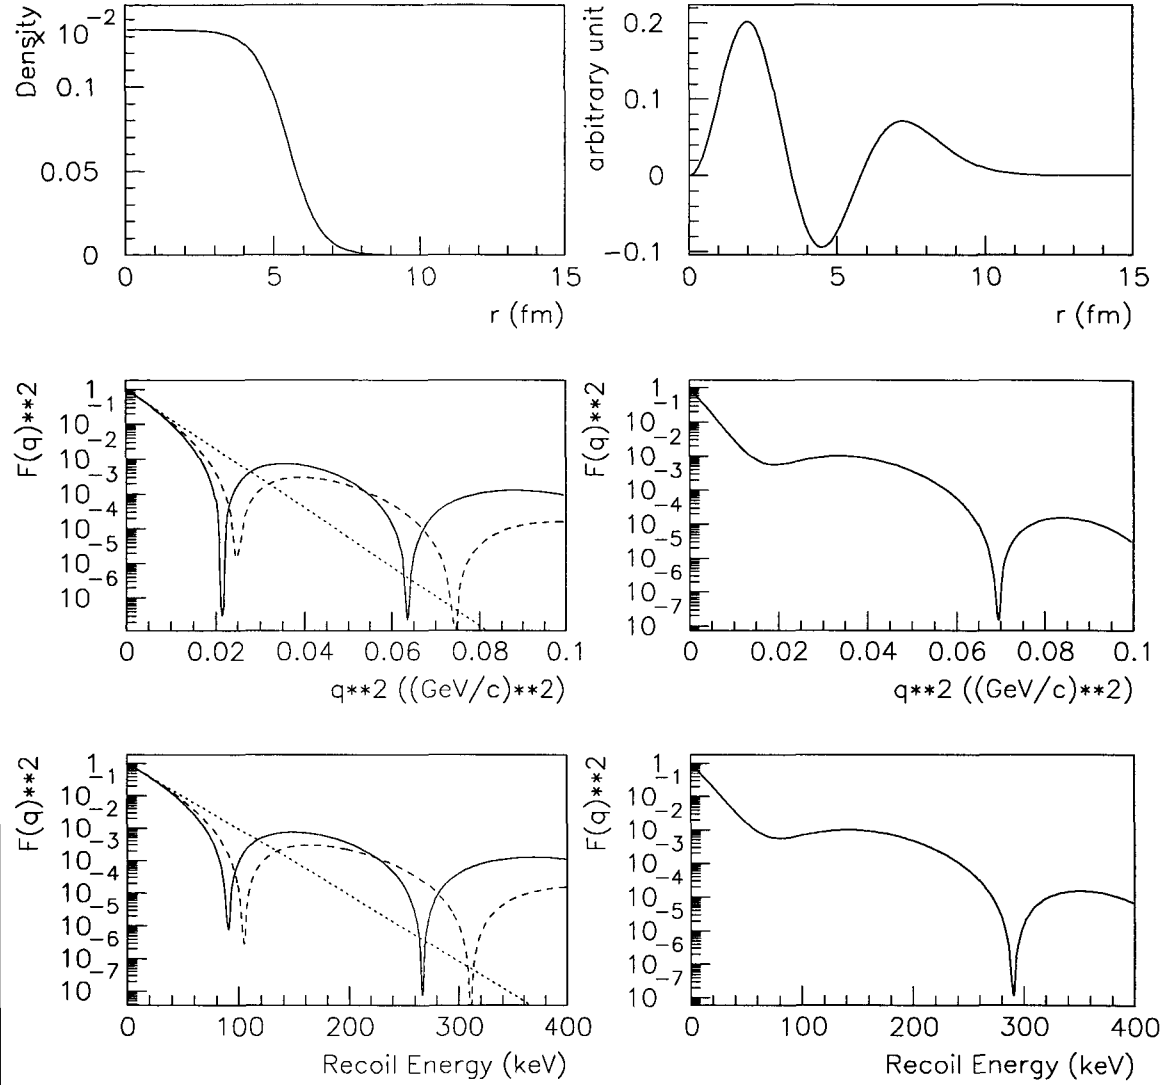 Density
× 10 -2
0.1
0.05
0
0 5 10 15
r (fm)
arbitrary unit
0.2
0.1
0
-0.1
0 5 10 15
r (fm)
F(q)**2
1
10 -1
10 -2
10 -3
10 -4
10 -5
10 -6
10
0 0.02 0.04 0.06 0.08 0.1
q**2 ((GeV/c)**2)
F(q)**2
1
10 -1
10 -2
10 -3
10 -4
10 -5
10 -6
10 -7
0 0.02 0.04 0.06 0.08 0.1
q**2 ((GeV/c)**2)
F(q)**2
1
10 -1
10 -2
10 -3
10 -4
10 -5
10 -6
10 -7
0 100 200 300 400
Recoil Energy (keV)
F(q)**2
1
10 -1
10 -2
10 -3
10 -4
10 -5
10 -6
10 -7
0 100 200 300 400
Recoil Energy (keV)